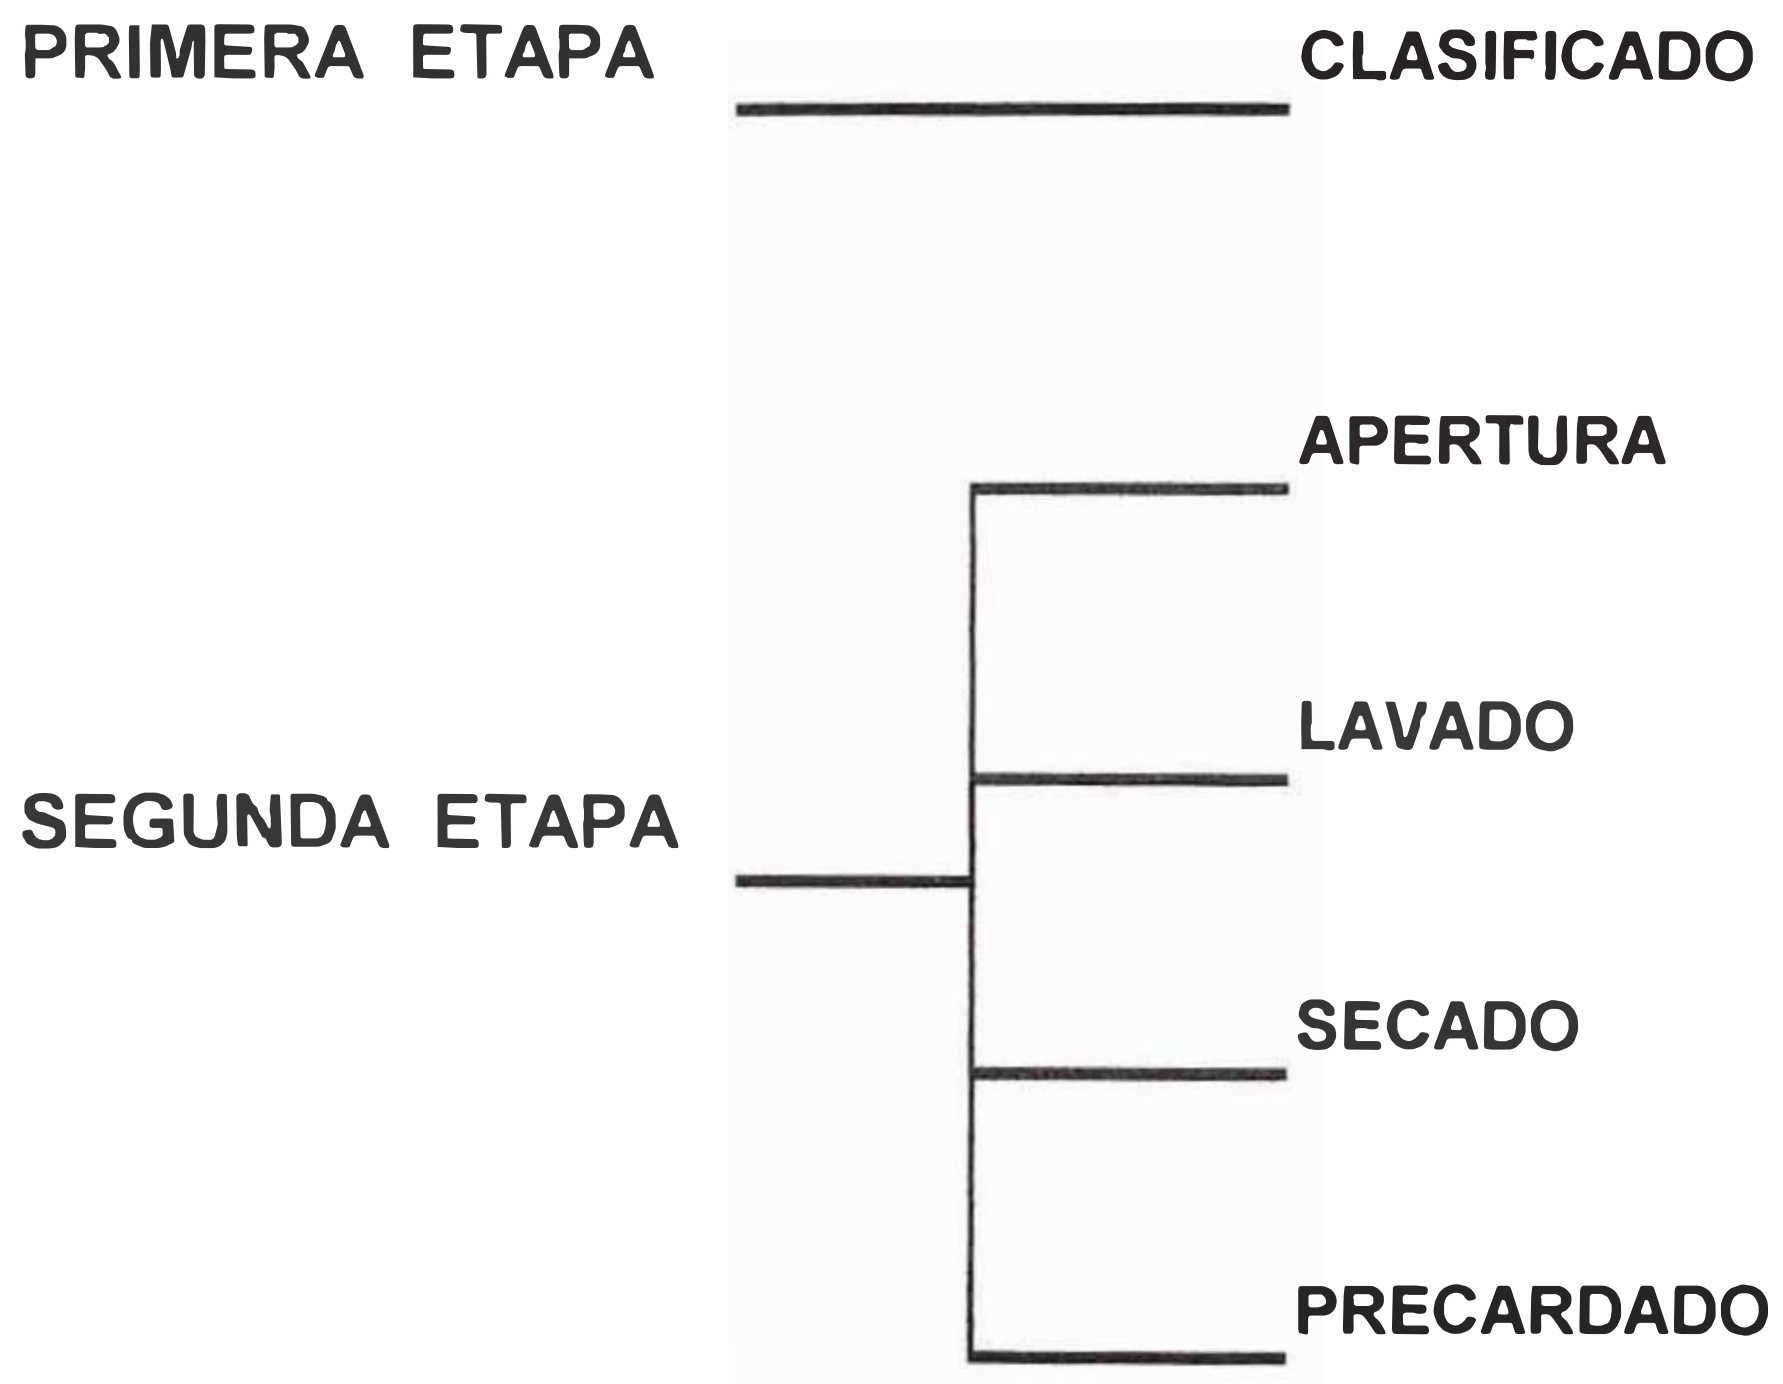 PRIMERA ETAPA
CLASIFICADO
APERTURA
LAVADO
SEGUNDA ETAPA
SECADO
PRECARDADO